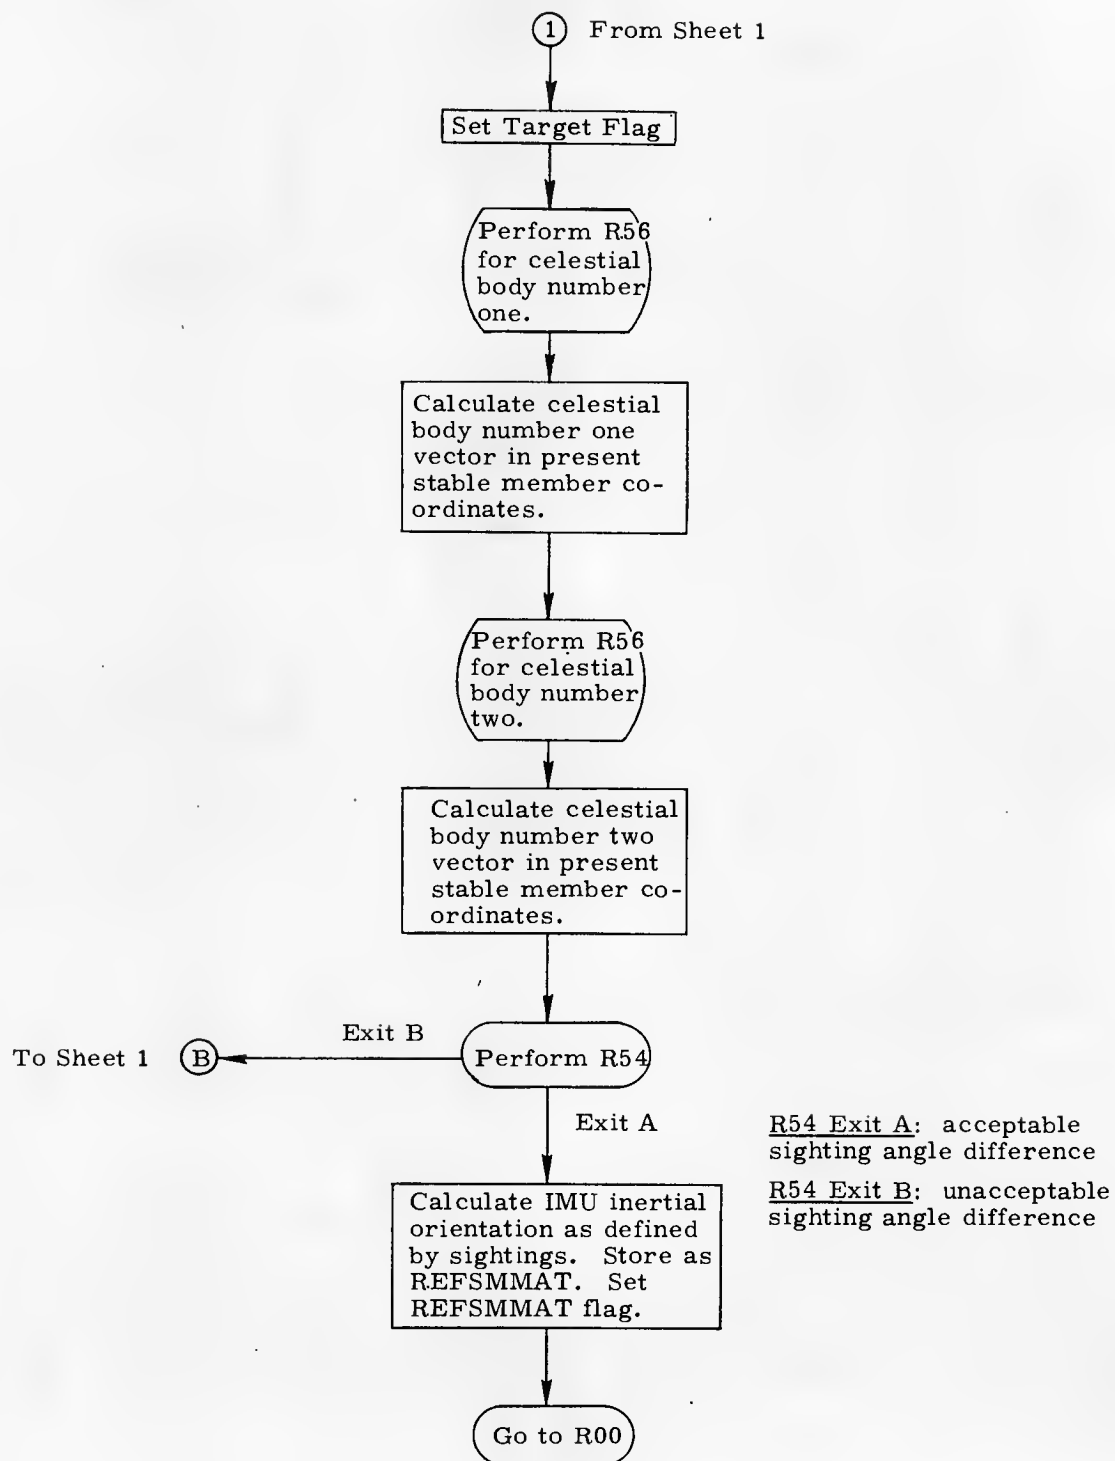 1 From Sheet 1
Set Target Flag
Perform R56
for celestial
body number
one.
Calculate celestial
body number one
vector in present
stable member co-
ordinates.
Perform R56
for celestial
body number
two.
Calculate celestial
body number two
vector in present
stable member co-
ordinates.
Exit B
To Sheet 1 B
Perform R54
Exit A
R54 Exit A: acceptable
sighting angle difference
R54 Exit B: unacceptable
sighting angle difference
Calculate IMU inertial
orientation as defined
by sightings. Store as
REFSMMAT. Set
REFSMMAT flag.
Go to R00